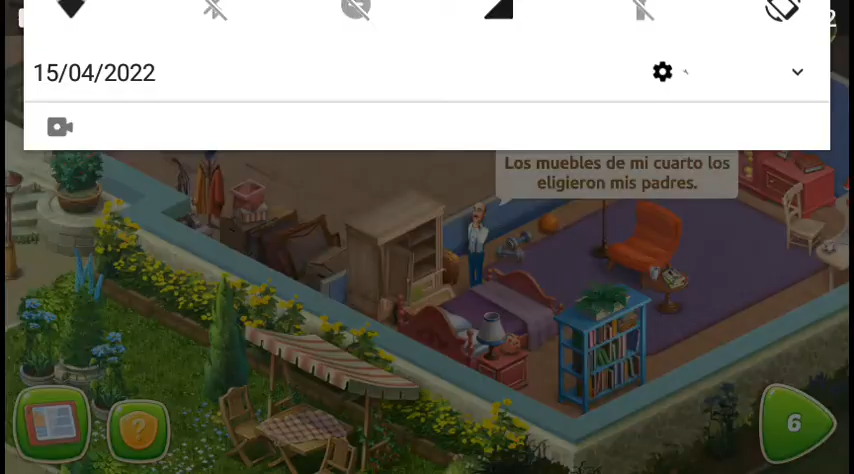 15/04/2022
Los muebles de mi cuarto los
eligieron mis padres.
6